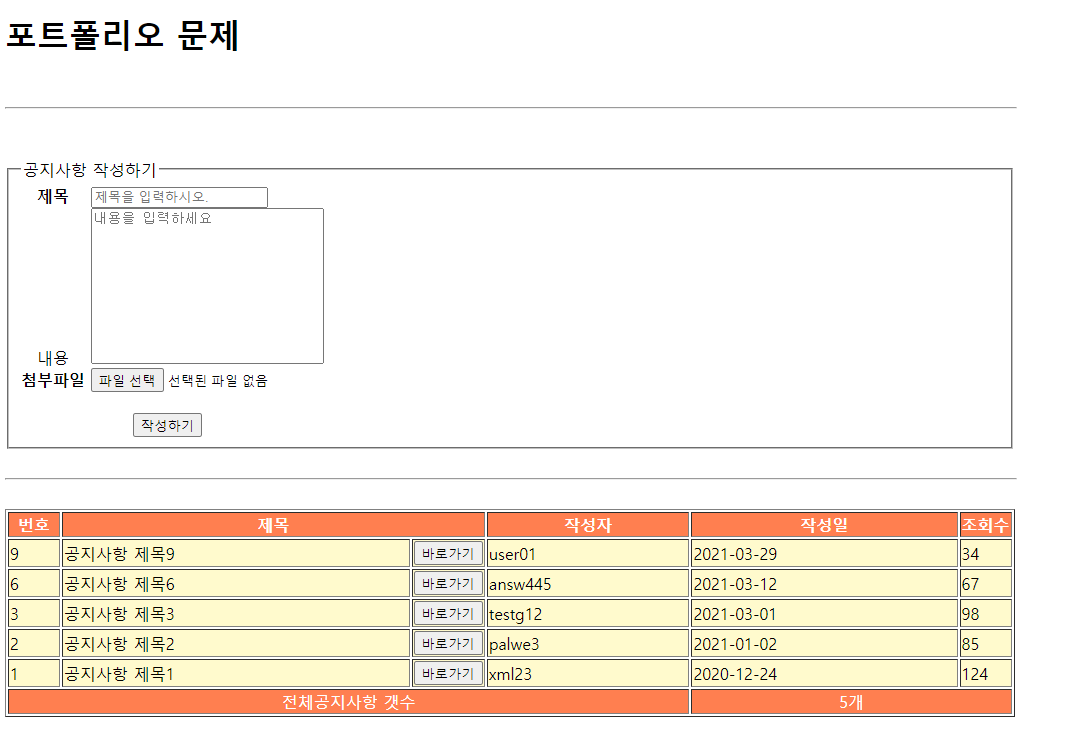 포트폴리오 문제
공지사항 작성하기
제목 제목을 입력하시오.
내용을 입력하세요
내용
첨부파일 파일 선택 선택된 파일 없음
작성하기
번호 제목 작성자 작성일 조회수
9 공지사항 제목9 바로가기 user01 2021-03-29 34
6 공지사항 제목6 바로가기 answ445 2021-03-12 67
3 공지사항 제목3 바로가기 testg12 2021-03-01 98
2 공지사항 제목2 바로가기 palwe3 2021-01-02 85
1 공지사항 제목1 바로가기 xml23 2020-12-24 124
전체공지사항 갯수 5개